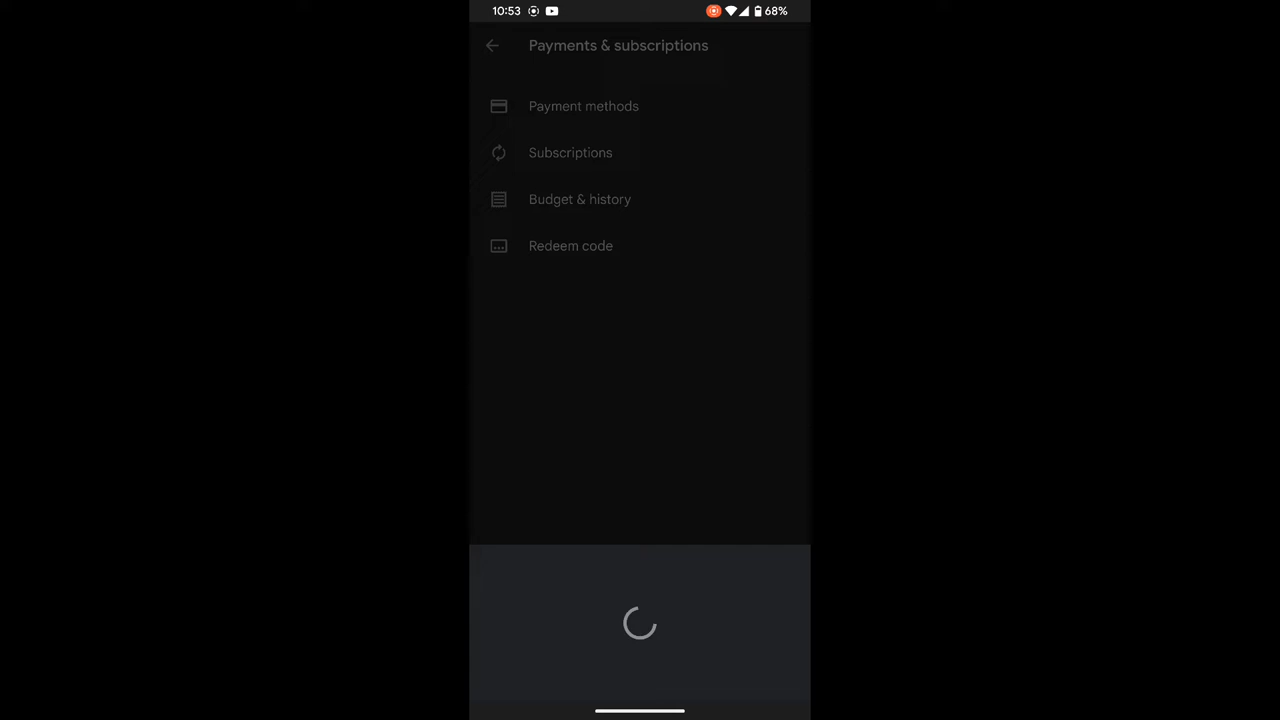 10:53
68%
Payments & subscriptions
Payment methods
Subscriptions
Budget & history
Redeem code